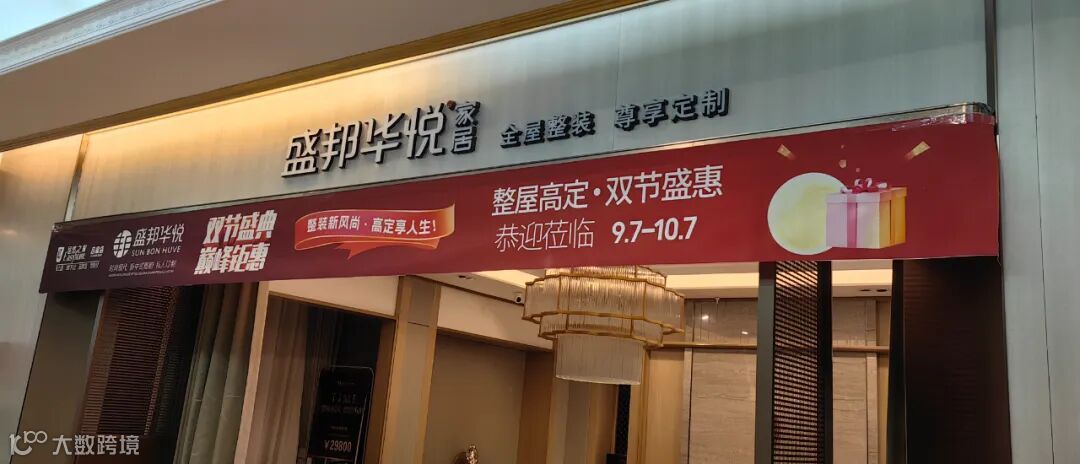 盛邦华悦®家居 全屋整装 尊享定制
盛邦华悦
SUN BON HUVE
双节盛典
巅峰钜惠
整装新风尚·高定享人生!
整屋高定·双节盛惠
恭迎莅临 9.7-10.7
¥29800
大数跨境